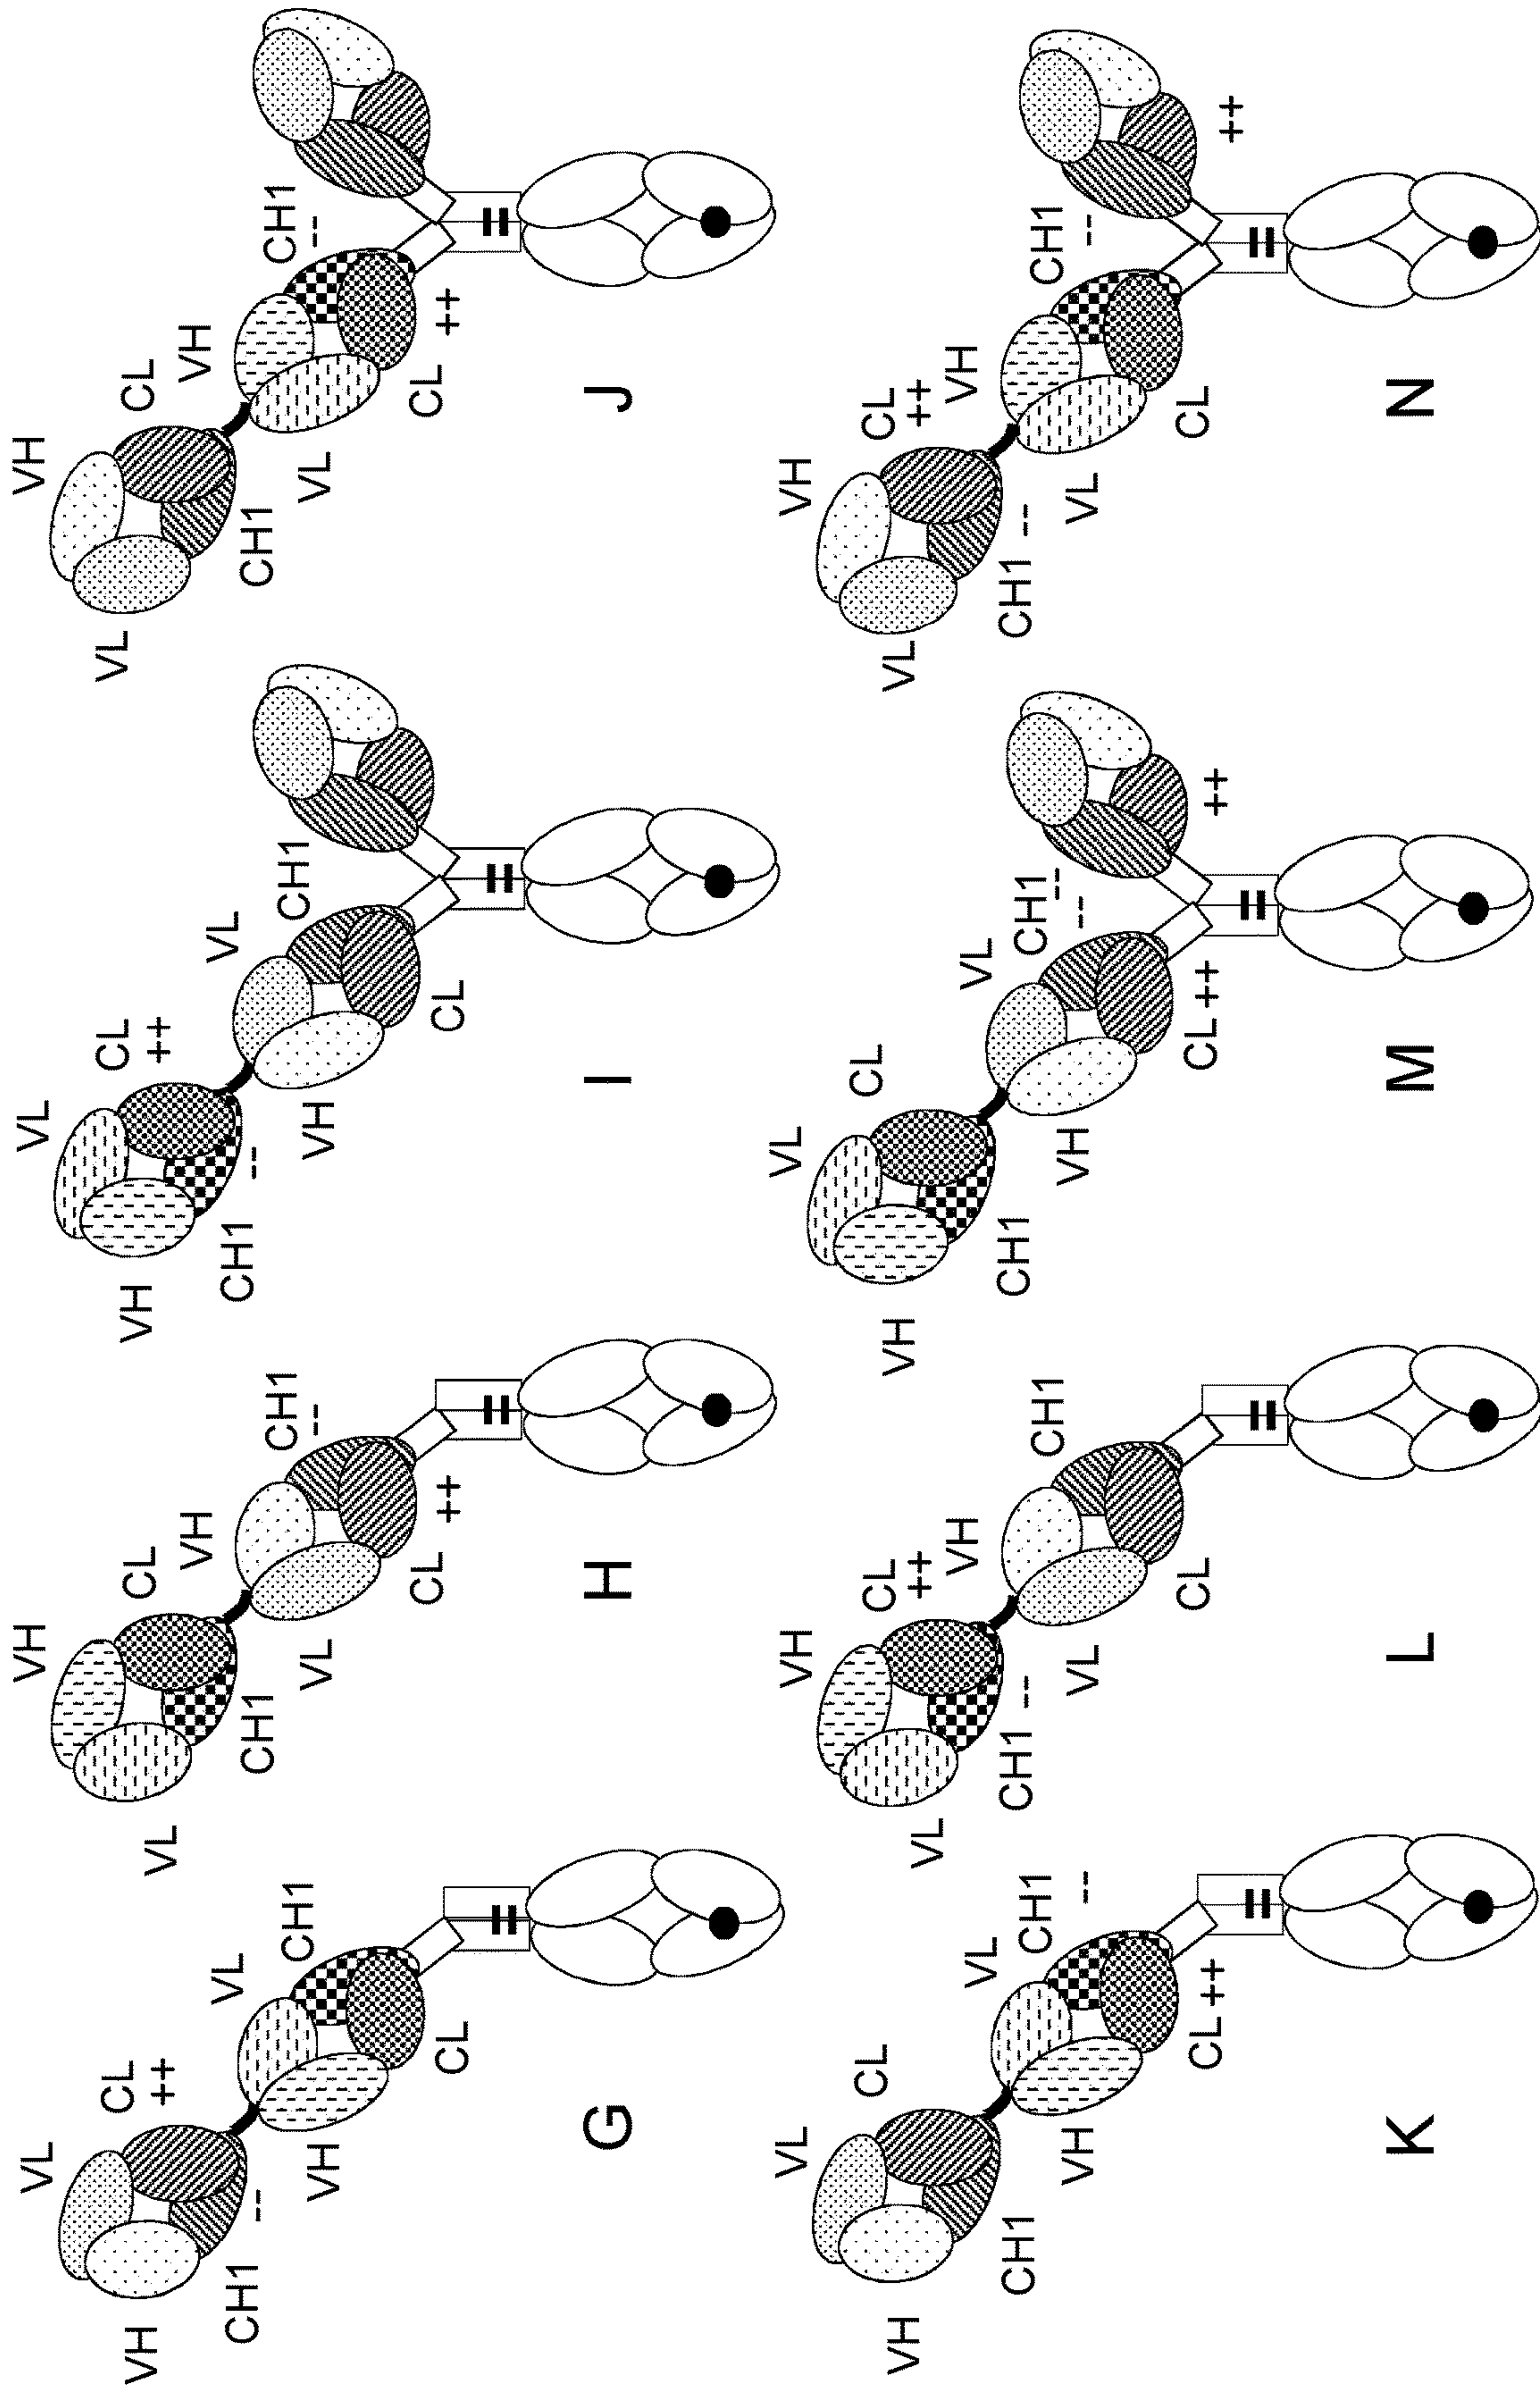 VL
VH
CL
++
CH1
--
VL
VH
CH1
CL
G
VH
VL
CL
CH1
VH
VL
CH1
--
CL
++
H
VL
VH
CL
++
CH1
--
VL
VH
CH1
CL
I
VH
VL
CL
CH1
VH
VL
CH1
--
CL
++
J
VL
VH
CL
CH1
VL
VH
CH1
--
CL ++
K
VH
VL
CL
++
CH1 --
VH
VL
CH1
CL
L
VL
VH
CL
CH1
VL
VH
CH1
--
--
CL ++
++
M
VH
VL
CL
++
CH1 --
VH
VL
CH1
--
CL
++
N